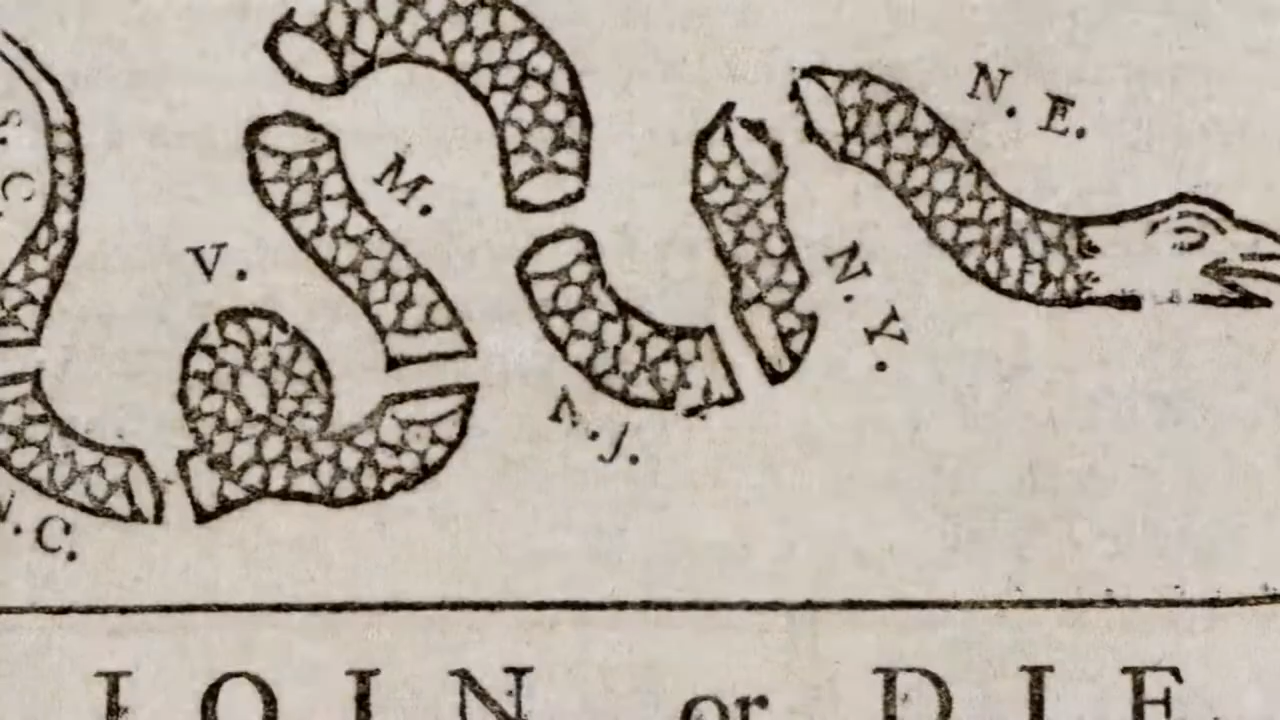 N. E.
S. C.
M.
V.
N. Y.
N. J.
N. C.
JOIN or DIE